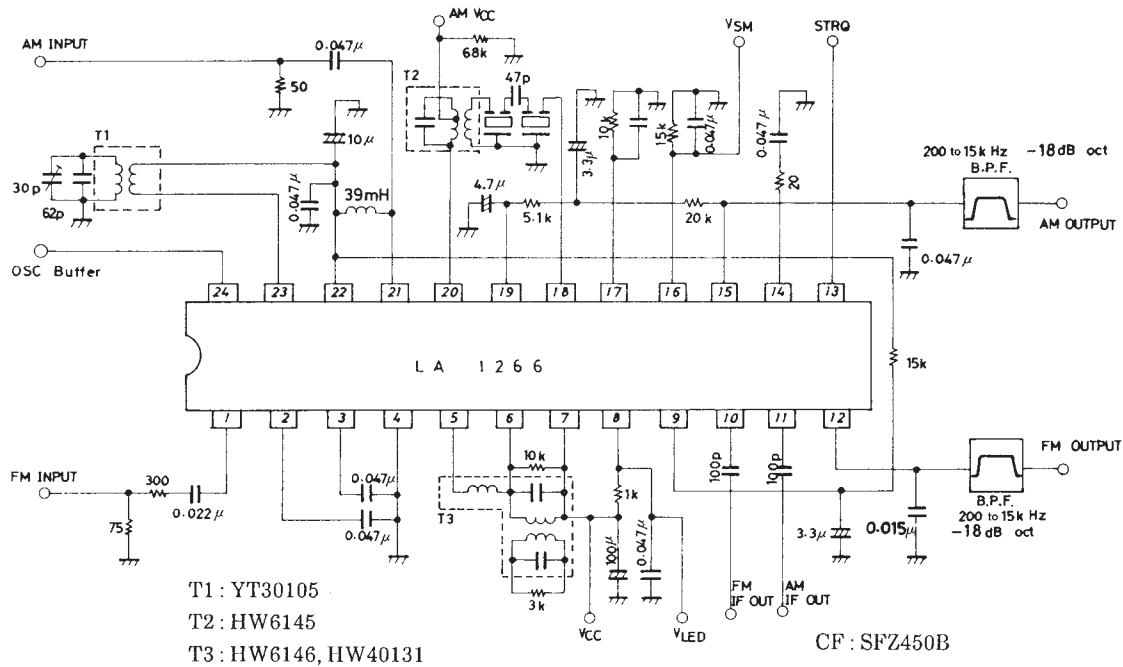 AM VCC
VSM
STRQ
AM INPUT
0.047μ
68k
50
T2
47p
10μ
T1
3.3μ
10k
15k
0.047μ
0.047μ
20
200 to 15k Hz -18 dB oct
B.P.F.
AM OUTPUT
30p
62p
0.047μ
39mH
4.7μ
5.1k
20k
0.047μ
OSC Buffer
24 23 22 21 20 19 18 17 16 15 14 13
LA 1266
15k
1 2 3 4 5 6 7 8 9 10 11 12
FM INPUT
300
0.022μ
75
0.047μ
0.047μ
10k
T3
3k
1k
100μ
0.047μ
100p
100p
3.3μ
0.015μ
FM OUTPUT
B.P.F.
200 to 15k Hz
-18 dB oct
VCC
VLED
FM
IF OUT
AM
IF OUT
T1 : YT30105
T2 : HW6145
T3 : HW6146, HW40131
CF : SFZ450B